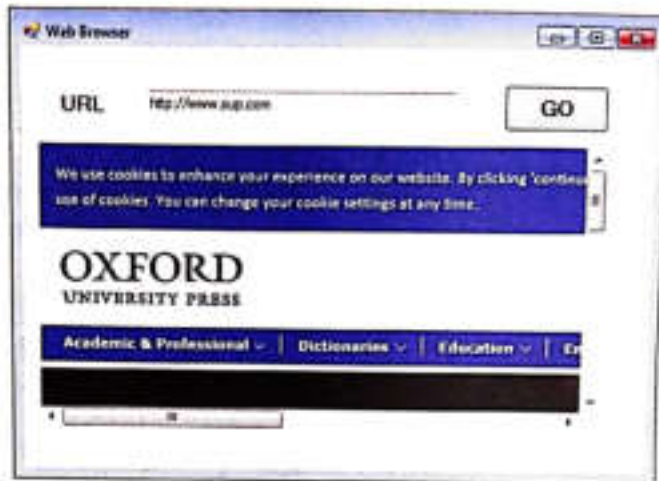 Web Browser
URL http://www.oup.com GO
We use cookies to enhance your experience on our website. By clicking 'continue
use of cookies. You can change your cookie settings at any time.
OXFORD
UNIVERSITY PRESS
Academic & Professional | Dictionaries | Education | En